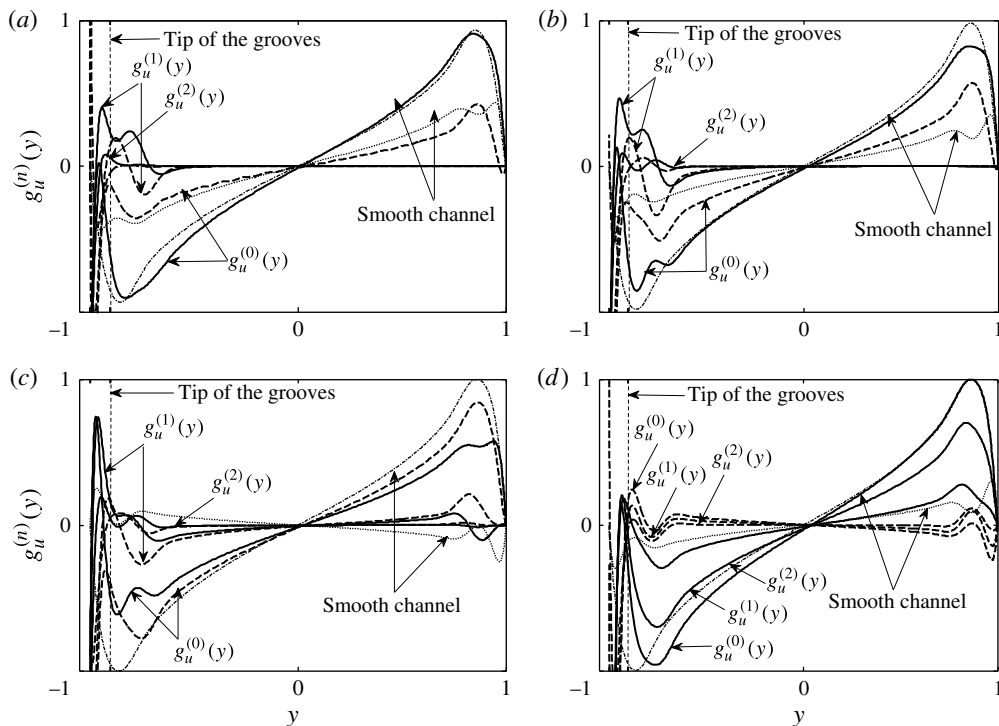 (a)
1
Tip of the grooves
g_u^{(1)}(y)
g_u^{(2)}(y)
g_u^{(n)}(y)
0
Smooth channel
g_u^{(0)}(y)
–1
0
1
(b)
1
Tip of the grooves
g_u^{(1)}(y)
g_u^{(2)}(y)
0
Smooth channel
g_u^{(0)}(y)
–1
0
1
(c)
1
Tip of the grooves
g_u^{(1)}(y)
g_u^{(2)}(y)
g_u^{(n)}(y)
0
Smooth channel
g_u^{(0)}(y)
–1
0
1
y
(d)
1
Tip of the grooves
g_u^{(0)}(y)
g_u^{(1)}(y)
g_u^{(2)}(y)
0
Smooth channel
g_u^{(2)}(y)
g_u^{(1)}(y)
g_u^{(0)}(y)
–1
0
1
y